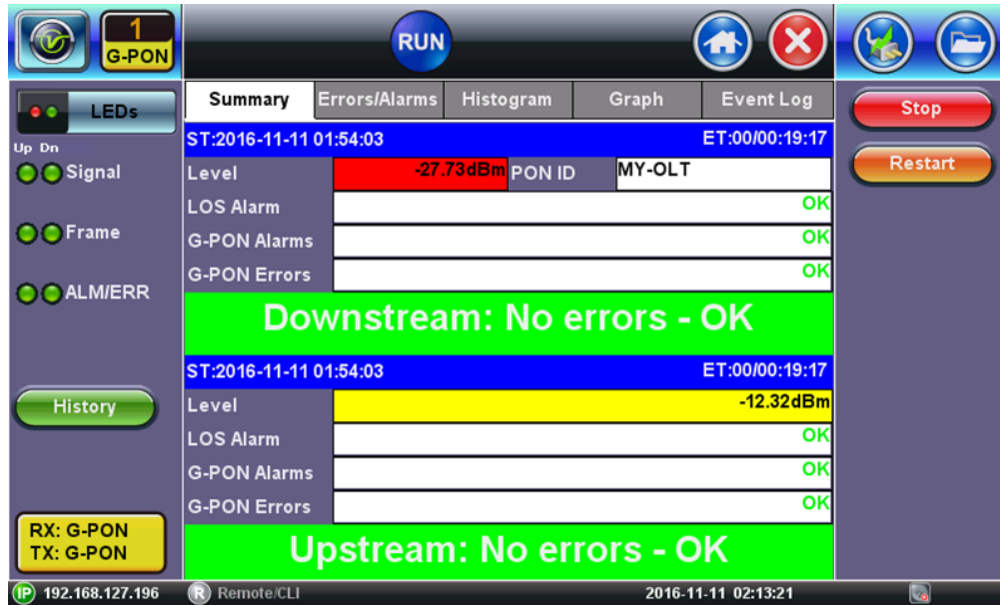 1
G-PON
RUN
LEDs
Up Dn
Signal
Frame
ALM/ERR
History
RX: G-PON
TX: G-PON
Summary Errors/Alarms Histogram Graph Event Log
ST:2016-11-11 01:54:03 ET:00/00:19:17
Level -27.73dBm PON ID MY-OLT
LOS Alarm OK
G-PON Alarms OK
G-PON Errors OK
Downstream: No errors - OK
ST:2016-11-11 01:54:03 ET:00/00:19:17
Level -12.32dBm
LOS Alarm OK
G-PON Alarms OK
G-PON Errors OK
Upstream: No errors - OK
Stop
Restart
IP 192.168.127.196 R Remote/CLI 2016-11-11 02:13:21